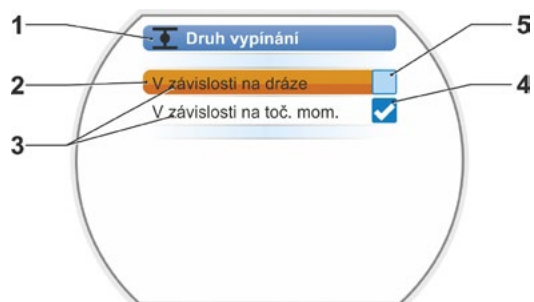 1
5
Druh vypínání
2
V závislosti na dráze
4
V závislosti na toč. mom.
3